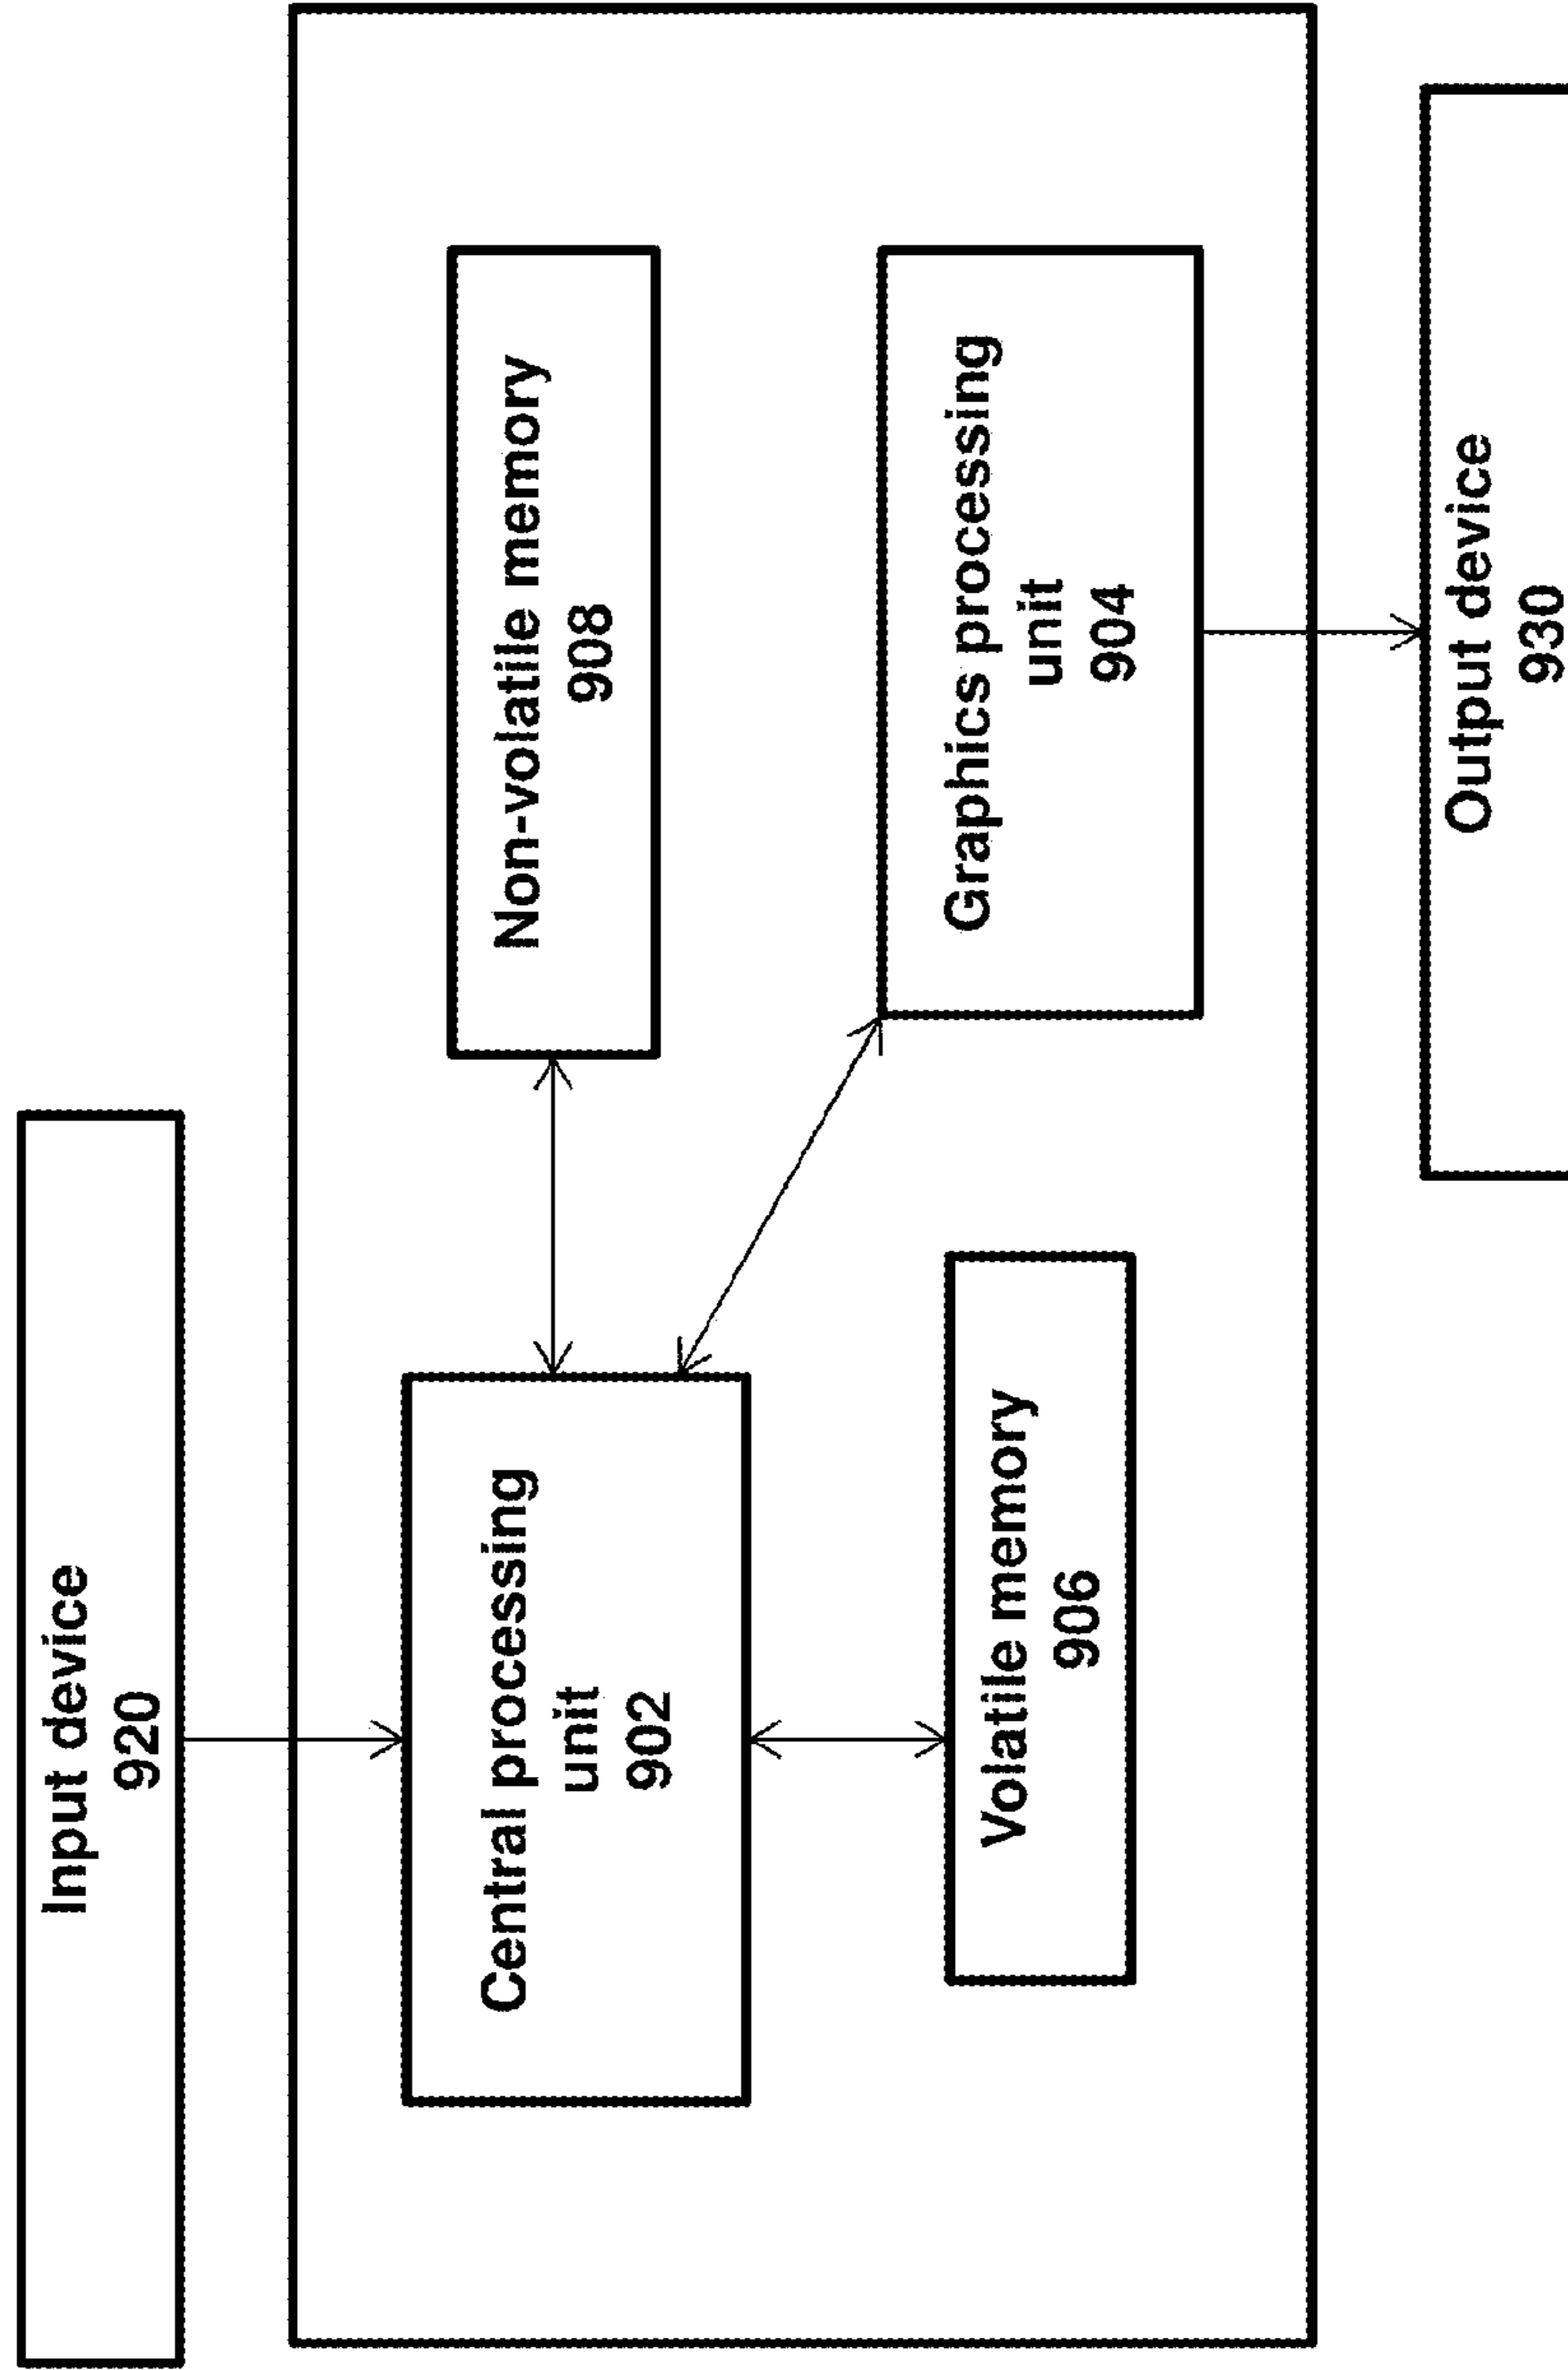 Input device
920
Central processing
unit
902
Non-volatile memory
908
Volatile memory
906
Graphics processing
unit
904
Output device
930